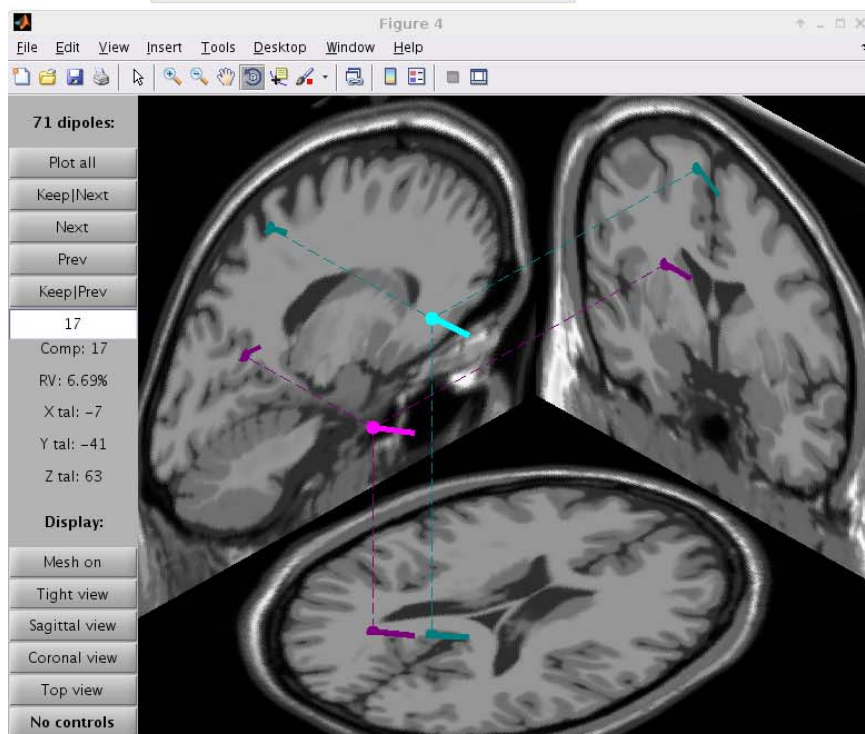 Figure 4
File Edit View Insert Tools Desktop Window Help
71 dipoles:
Plot all
Keep|Next
Next
Prev
Keep|Prev
17
Comp: 17
RV: 6.69%
X tal: -7
Y tal: -41
Z tal: 63
Display:
Mesh on
Tight view
Sagittal view
Coronal view
Top view
No controls